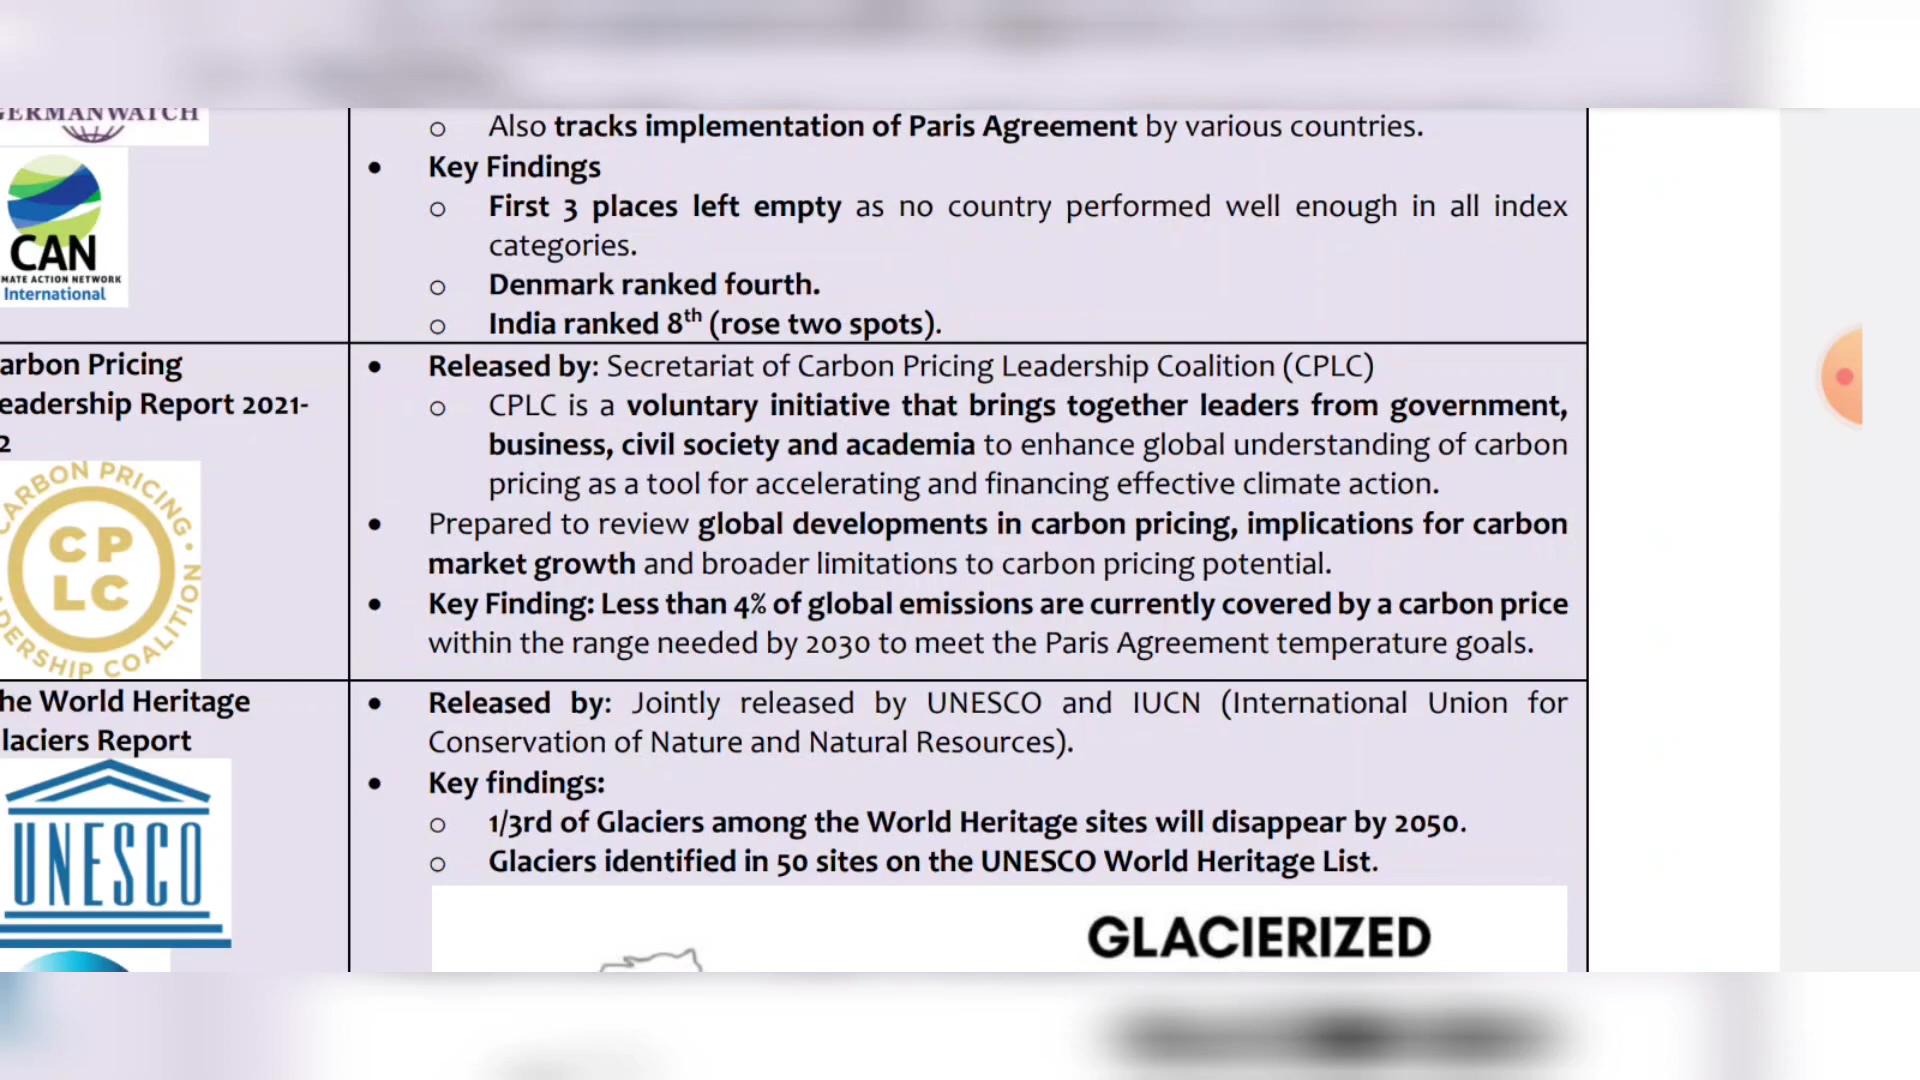 GERMANWATCH
CAN
MATE ACTION NETWORK
International
○ Also tracks implementation of Paris Agreement by various countries.
• Key Findings
○ First 3 places left empty as no country performed well enough in all index
categories.
○ Denmark ranked fourth.
○ India ranked 8th (rose two spots).
arbon Pricing
eadership Report 2021-
2
CARBON PRICING •
CP
LC
ADERSHIP COALITION
• Released by: Secretariat of Carbon Pricing Leadership Coalition (CPLC)
○ CPLC is a voluntary initiative that brings together leaders from government,
business, civil society and academia to enhance global understanding of carbon
pricing as a tool for accelerating and financing effective climate action.
• Prepared to review global developments in carbon pricing, implications for carbon
market growth and broader limitations to carbon pricing potential.
• Key Finding: Less than 4% of global emissions are currently covered by a carbon price
within the range needed by 2030 to meet the Paris Agreement temperature goals.
he World Heritage
laciers Report
UNESCO
• Released by: Jointly released by UNESCO and IUCN (International Union for
Conservation of Nature and Natural Resources).
• Key findings:
○ 1/3rd of Glaciers among the World Heritage sites will disappear by 2050.
○ Glaciers identified in 50 sites on the UNESCO World Heritage List.
GLACIERIZED